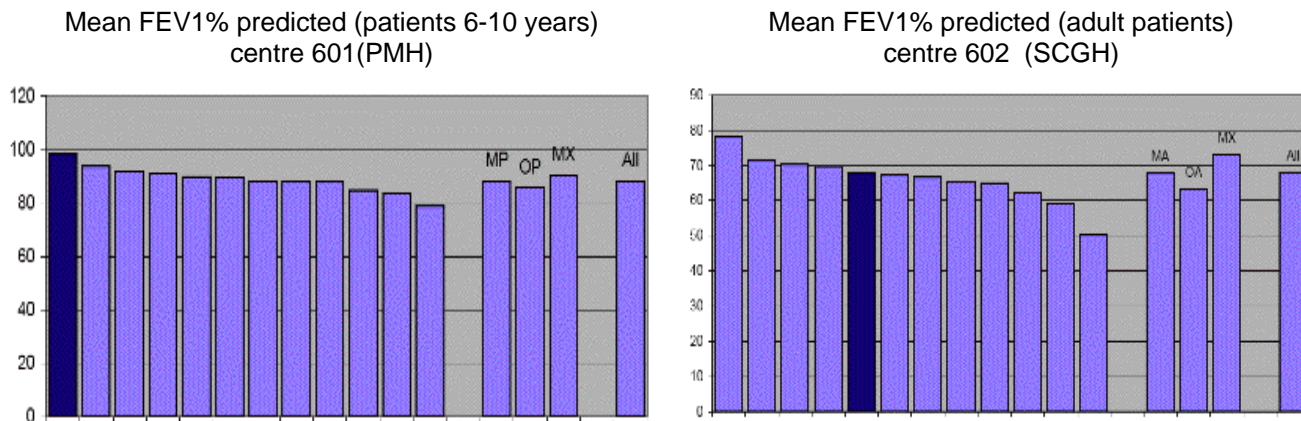 Mean FEV1% predicted (patients 6-10 years)
centre 601(PMH)
120
100
80
60
40
20
0
MP
OP
MX
All
Mean FEV1% predicted (adult patients)
centre 602 (SCGH)
90
80
70
60
50
40
30
20
10
0
MA
OA
MX
All